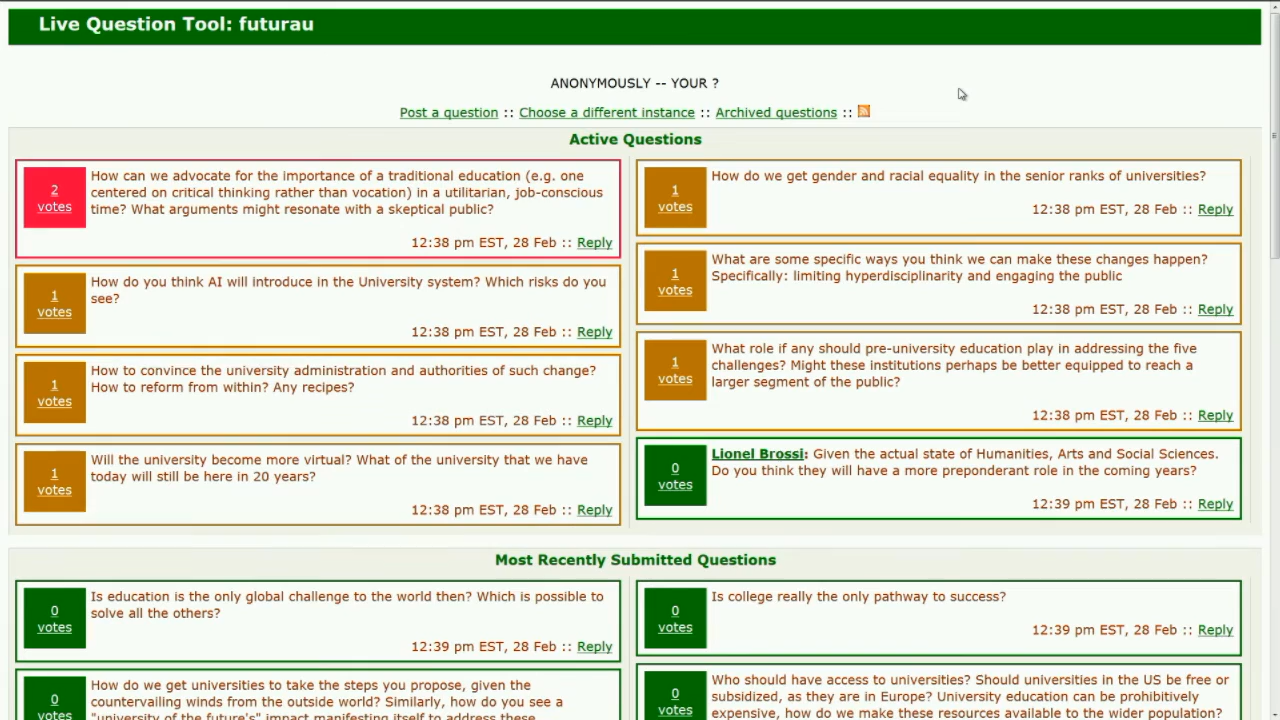 Live Question Tool: futurau
ANONYMOUSLY -- YOUR ?
Post a question :: Choose a different instance :: Archived questions ::
Active Questions
2
votes
How can we advocate for the importance of a traditional education (e.g. one
centered on critical thinking rather than vocation) in a utilitarian, job-conscious
time? What arguments might resonate with a skeptical public?
12:38 pm EST, 28 Feb :: Reply
1
votes
How do you think AI will introduce in the University system? Which risks do you
see?
12:38 pm EST, 28 Feb :: Reply
1
votes
How to convince the university administration and authorities of such change?
How to reform from within? Any recipes?
12:38 pm EST, 28 Feb :: Reply
1
votes
Will the university become more virtual? What of the university that we have
today will still be here in 20 years?
12:38 pm EST, 28 Feb :: Reply
1
votes
How do we get gender and racial equality in the senior ranks of universities?
12:38 pm EST, 28 Feb :: Reply
1
votes
What are some specific ways you think we can make these changes happen?
Specifically: limiting hyperdisciplinarity and engaging the public
12:38 pm EST, 28 Feb :: Reply
1
votes
What role if any should pre-university education play in addressing the five
challenges? Might these institutions perhaps be better equipped to reach a
larger segment of the public?
12:38 pm EST, 28 Feb :: Reply
0
votes
Lionel Brossi: Given the actual state of Humanities, Arts and Social Sciences.
Do you think they will have a more preponderant role in the coming years?
12:39 pm EST, 28 Feb :: Reply
Most Recently Submitted Questions
0
votes
Is education is the only global challenge to the world then? Which is possible to
solve all the others?
12:39 pm EST, 28 Feb :: Reply
0
votes
How do we get universities to take the steps you propose, given the
countervailing winds from the outside world? Similarly, how do you see a
"university of the future's" impact manifesting itself to address these
0
votes
Is college really the only pathway to success?
12:39 pm EST, 28 Feb :: Reply
0
votes
Who should have access to universities? Should universities in the US be free or
subsidized, as they are in Europe? University education can be prohibitively
expensive, how do we make these resources available to the wider population?